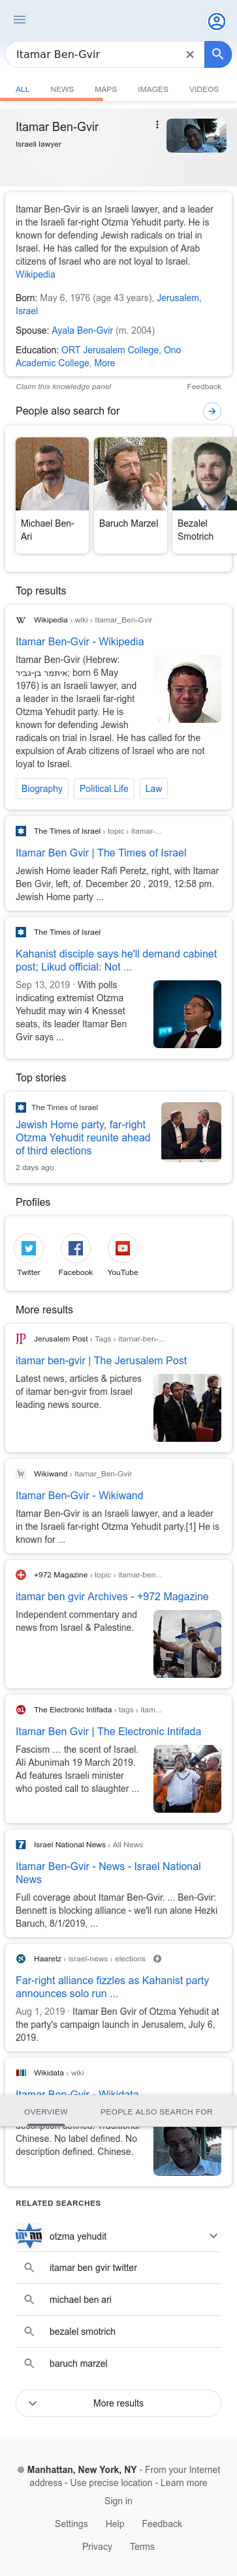 Itamar Ben-Gvir
ALL NEWS MAPS IMAGES VIDEOS
Itamar Ben-Gvir
Israeli lawyer
Itamar Ben-Gvir is an Israeli lawyer, and a leader
in the Israeli far-right Otzma Yehudit party. He is
known for defending Jewish radicals on trial in
Israel. He has called for the expulsion of Arab
citizens of Israel who are not loyal to Israel.
Wikipedia
Born: May 6, 1976 (age 43 years), Jerusalem,
Israel
Spouse: Ayala Ben-Gvir (m. 2004)
Education: ORT Jerusalem College, Ono
Academic College, More
Claim this knowledge panel Feedback
People also search for
Michael Ben-
Ari
Baruch Marzel
Bezalel
Smotrich
Top results
W Wikipedia › wiki › Itamar_Ben-Gvir
Itamar Ben-Gvir - Wikipedia
Itamar Ben-Gvir (Hebrew:
איתמר בן-גביר; born 6 May
1976) is an Israeli lawyer, and
a leader in the Israeli far-right
Otzma Yehudit party. He is
known for defending Jewish
radicals on trial in Israel. He has called for the
expulsion of Arab citizens of Israel who are not
loyal to Israel.
Biography Political Life Law
The Times of Israel › topic › itamar-...
Itamar Ben Gvir | The Times of Israel
Jewish Home leader Rafi Peretz, right, with Itamar
Ben Gvir, left, of. December 20 , 2019, 12:58 pm.
Jewish Home party ...
The Times of Israel
Kahanist disciple says he'll demand cabinet
post; Likud official: Not ...
Sep 13, 2019 · With polls
indicating extremist Otzma
Yehudit may win 4 Knesset
seats, its leader Itamar Ben
Gvir says ...
Top stories
The Times of Israel
Jewish Home party, far-right
Otzma Yehudit reunite ahead
of third elections
2 days ago
Profiles
Twitter Facebook YouTube
More results
JP Jerusalem Post › Tags › itamar-ben-...
itamar ben-gvir | The Jerusalem Post
Latest news, articles & pictures
of itamar ben-gvir from Israel
leading news source.
W Wikiwand › Itamar_Ben-Gvir
Itamar Ben-Gvir - Wikiwand
Itamar Ben-Gvir is an Israeli lawyer, and a leader
in the Israeli far-right Otzma Yehudit party.[1] He is
known for ...
+972 Magazine › topic › itamar-ben...
itamar ben gvir Archives - +972 Magazine
Independent commentary and
news from Israel & Palestine.
ei The Electronic Intifada › tags › itam...
Itamar Ben Gvir | The Electronic Intifada
Fascism … the scent of Israel.
Ali Abunimah 19 March 2019.
Ad features Israeli minister
who posted call to slaughter ...
7 Israel National News › All News
Itamar Ben-Gvir - News - Israel National
News
Full coverage about Itamar Ben-Gvir. ... Ben-Gvir:
Bennett is blocking alliance - we'll run alone Hezki
Baruch, 8/1/2019, ...
Haaretz › israel-news › elections
Far-right alliance fizzles as Kahanist party
announces solo run ...
Aug 1, 2019 · Itamar Ben Gvir of Otzma Yehudit at
the party's campaign launch in Jerusalem, July 6,
2019.
Wikidata › wiki
Itamar Ben-Gvir - Wikidata
OVERVIEW PEOPLE ALSO SEARCH FOR
description defined. Traditional
Chinese. No label defined. No
description defined. Chinese.
RELATED SEARCHES
otzma yehudit
itamar ben gvir twitter
michael ben ari
bezalel smotrich
baruch marzel
More results
Manhattan, New York, NY - From your Internet
address - Use precise location - Learn more
Sign in
Settings Help Feedback
Privacy Terms